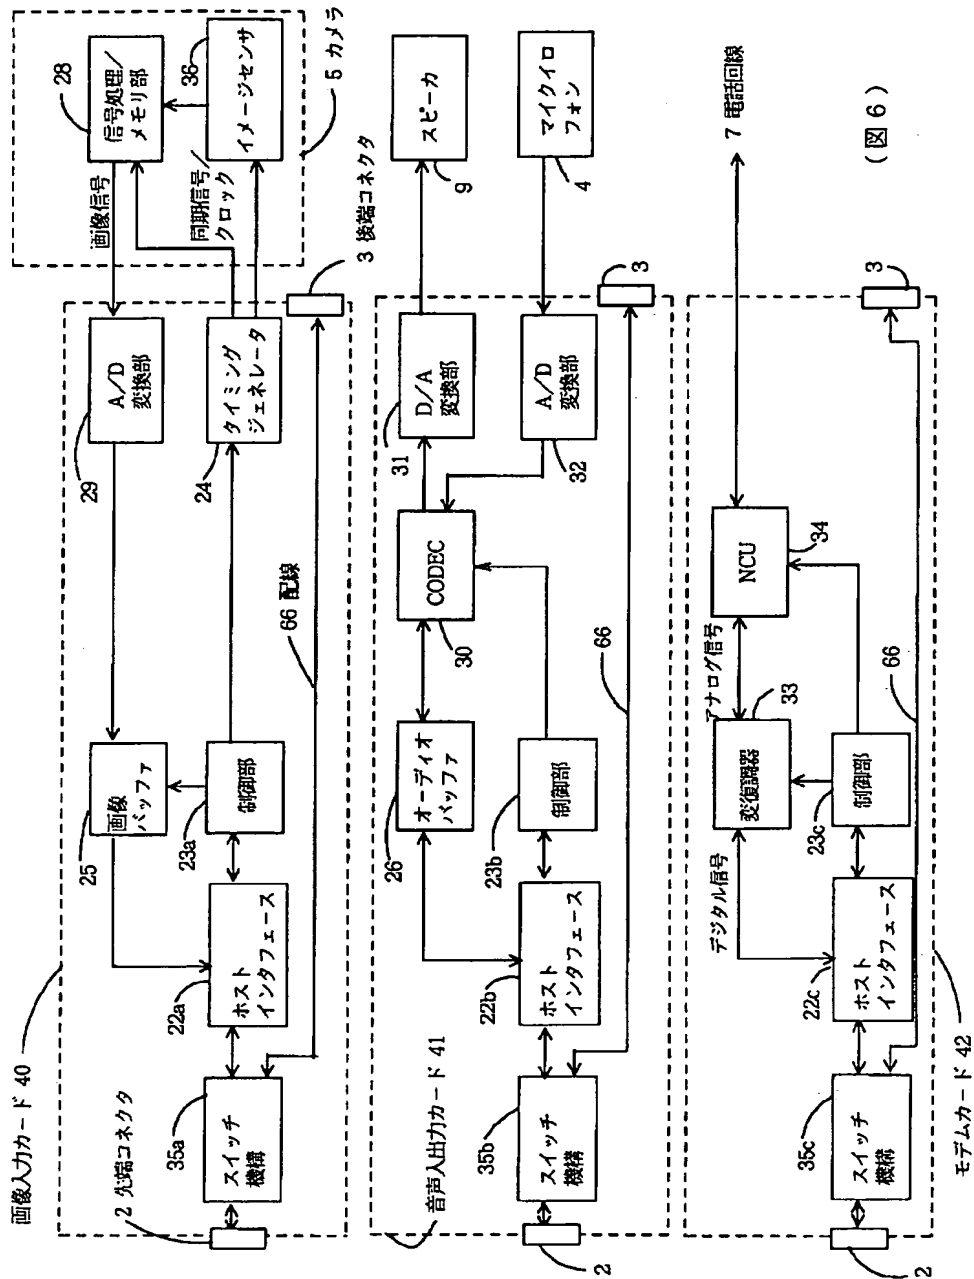 画像入力カード 40
2 先端コネクタ
35a
スイッチ
機構
22a
ホスト
インタフェース
25
画像
バッファ
23a
制御部
66 配線
29
A/D
変換部
24
タイミング
ジェネレータ
3 接端コネクタ
画像信号
同期信号/
クロック
28
信号処理/
メモリ部
36
イメージセンサ
5 カメラ
音声入出力カード 41
2
35b
スイッチ
機構
22b
ホスト
インタフェース
26
オーディオ
バッファ
23b
制御部
30
CODEC
66
31
D/A
変換部
32
A/D
変換部
3
9
スピーカ
4
マイクイロ
フォン
モデムカード 42
2
35c
スイッチ
機構
22c
ホスト
インタフェース
デジタル信号
33
変復調器
23c
制御部
アナログ信号
34
NCU
66
3
7 電話回線
(図6)